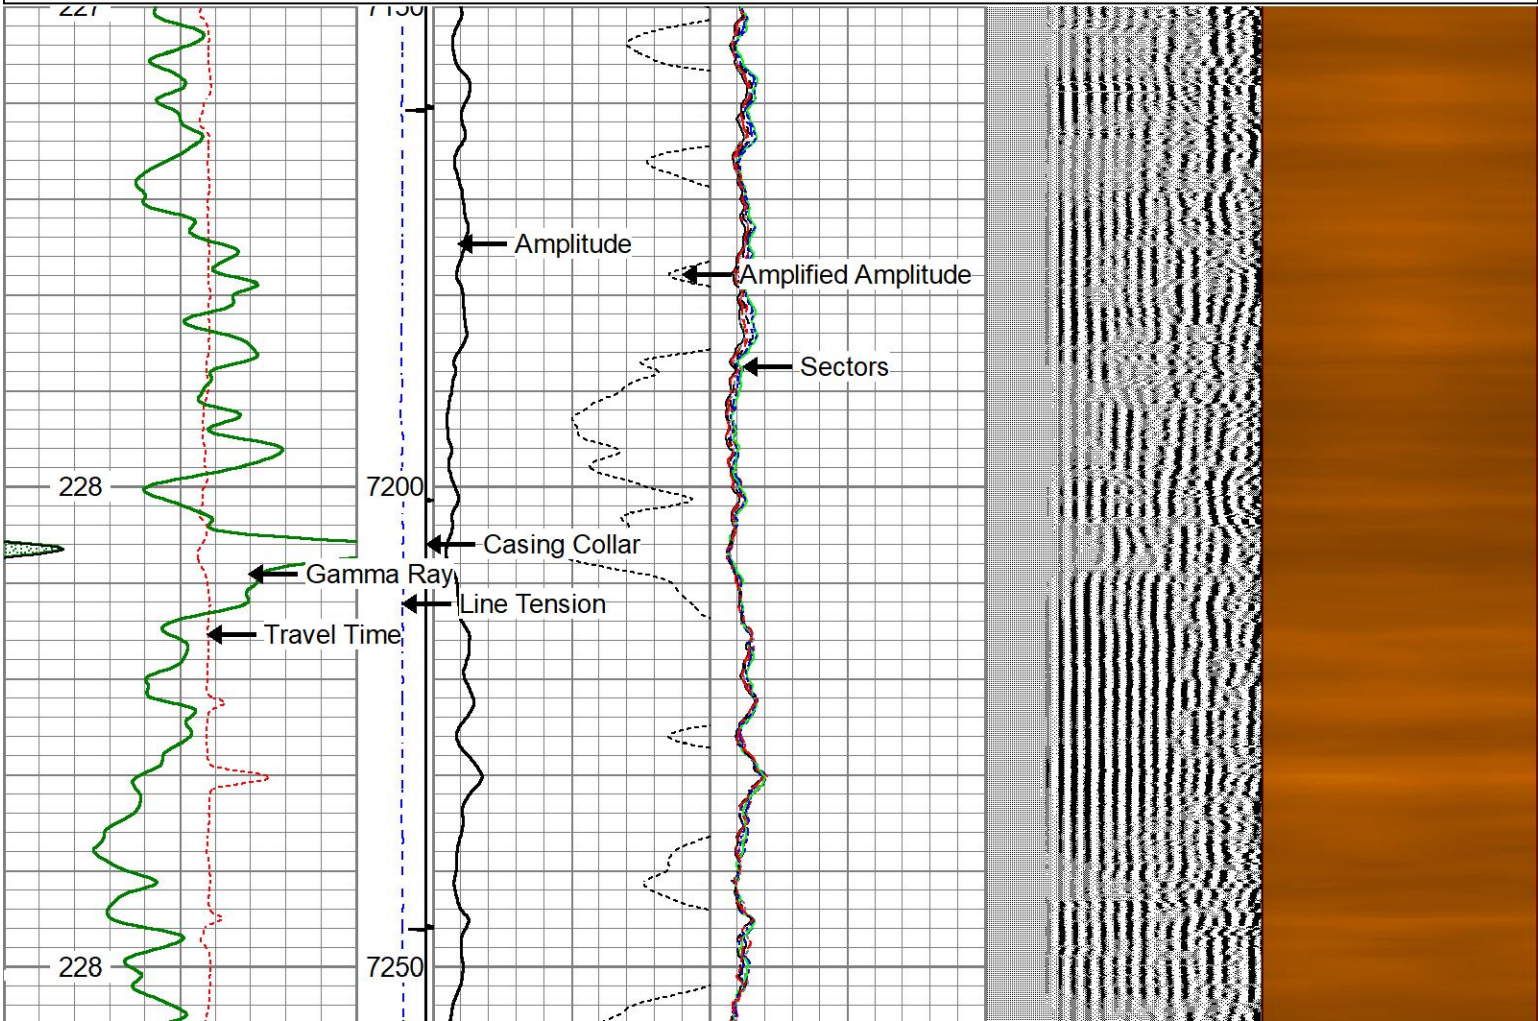 227
7150
Amplitude
Amplified Amplitude
Sectors
228
7200
Casing Collar
Gamma Ray
Line Tension
Travel Time
228
7250